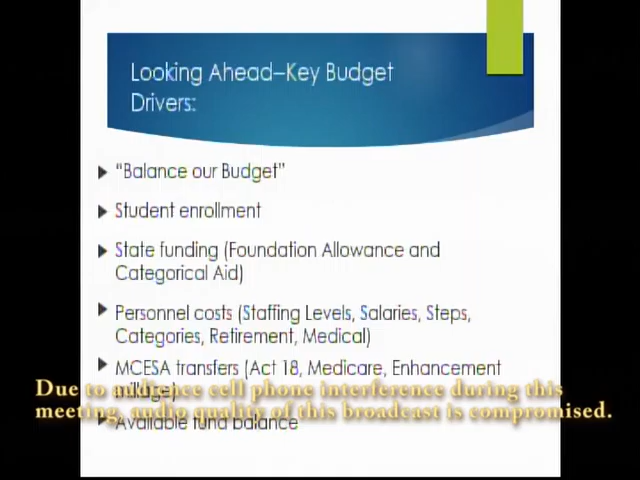 Looking Ahead–Key Budget
Drivers:
“Balance our Budget”
Student enrollment
State funding (Foundation Allowance and
Categorical Aid)
Personnel costs (Staffing Levels, Salaries, Steps,
Categories, Retirement, Medical)
MCESA transfers (Act 18, Medicare, Enhancement
millage)
Due to audience cell phone interference during this
meeting, audio quality of this broadcast is compromised.
Available fund balance